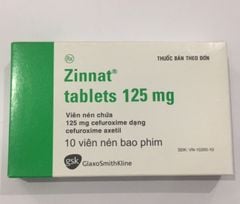 Rx
THUỐC BÁN THEO ĐƠN
Zinnat®
tablets 125 mg
Viên nén chứa
125 mg cefuroxime dạng
cefuroxime axetil
10 viên nén bao phim
gsk GlaxoSmithKline